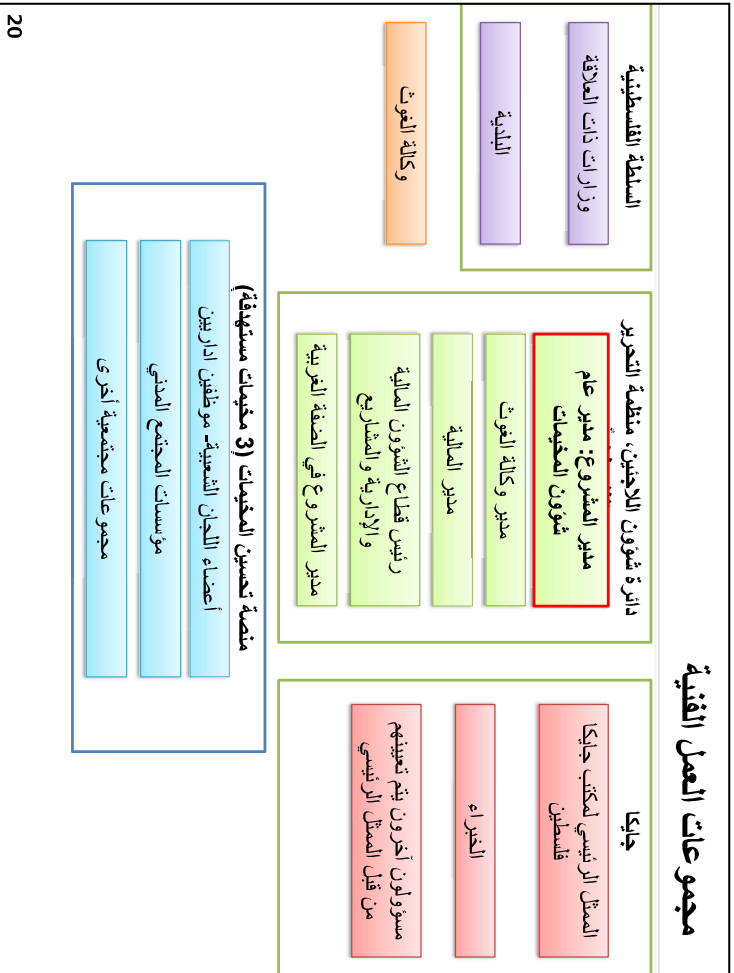 مجموعات العمل الفنية
جايكا
الممثل الرئيسي لمكتب جايكا
فلسطين
الخبراء
مسؤولون آخرون يتم تعيينهم
من قبل الممثل الرئيسي
دائرة شؤون اللاجئين، منظمة التحرير
مدير المشروع: مدير عام
شؤون المخيمات
مدير وكالة الغوث
مدير المالية
رئيس قطاع الشؤون المالية
والإدارية والمشاريع
مدير المشروع في الضفة الغربية
السلطة الفلسطينية
وزارات ذات العلاقة
البلدية
وكالة الغوث
منصة تحسين المخيمات (3 مخيمات مستهدفة)
أعضاء اللجان الشعبية- موظفين اداريين
مؤسسات المجتمع المدني
مجموعات مجتمعية أخرى
20